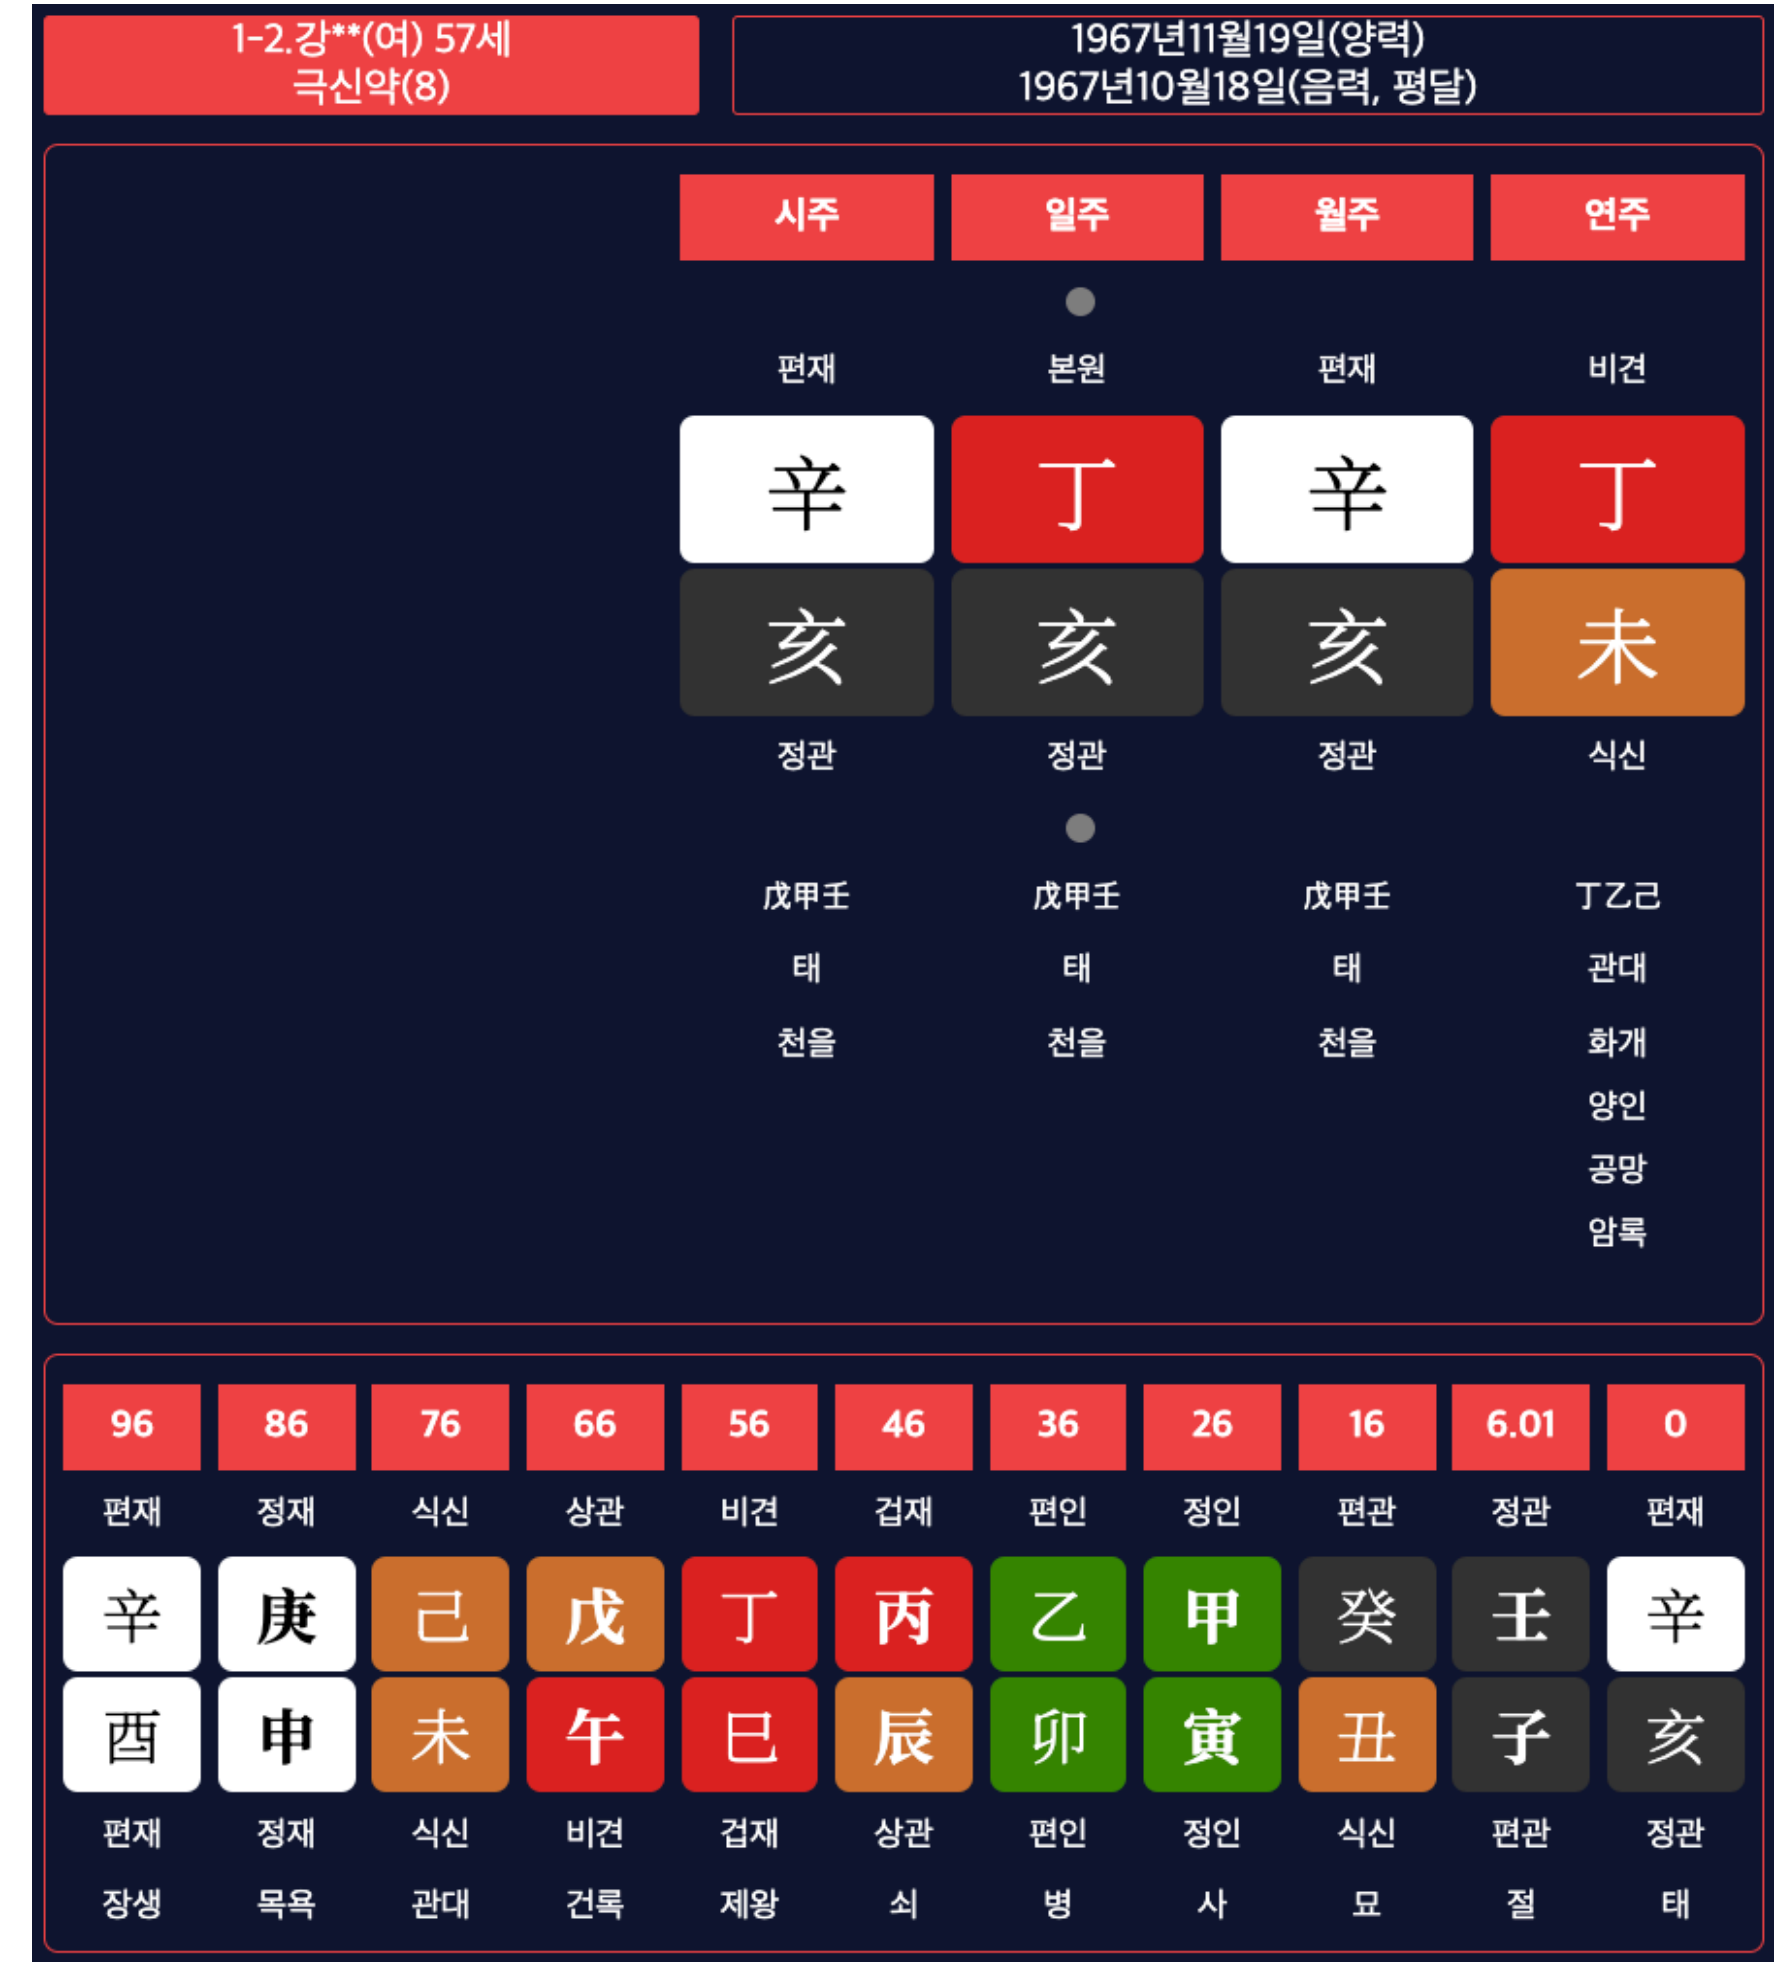 1-2.강**(여) 57세
극신약(8)
1967년11월19일(양력)
1967년10월18일(음력, 평달)
시주 일주 월주 연주
편재 본원 편재 비견
辛 丁 辛 丁
亥 亥 亥 未
정관 정관 정관 식신
戊甲壬 戊甲壬 戊甲壬 丁乙己
태 태 태 관대
천을 천을 천을 화개
양인
공망
암록
96 86 76 66 56 46 36 26 16 6.01 0
편재 정재 식신 상관 비견 겁재 편인 정인 편관 정관 편재
辛 庚 己 戊 丁 丙 乙 甲 癸 壬 辛
酉 申 未 午 巳 辰 卯 寅 丑 子 亥
편재 정재 식신 비견 겁재 상관 편인 정인 식신 편관 정관
장생 목욕 관대 건록 제왕 쇠 병 사 묘 절 태